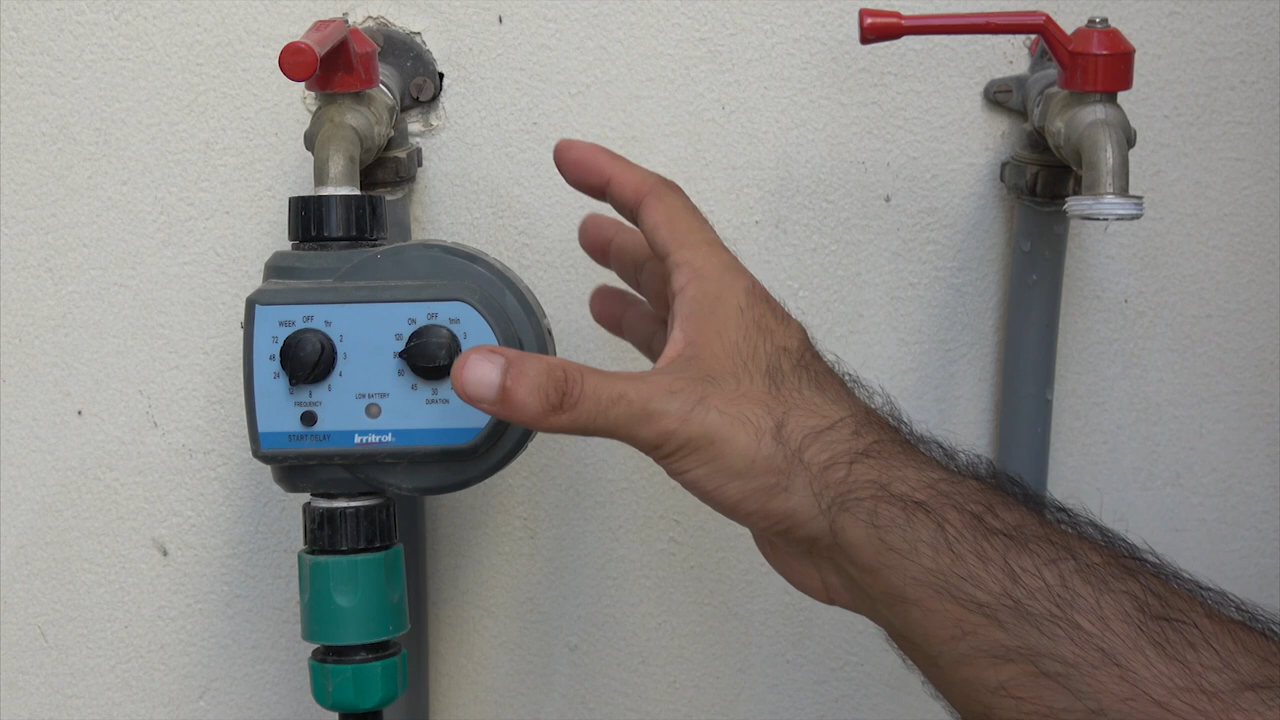 OFF
WEEK 1hr
72 2
48 3
24 4
12 6
8
FREQUENCY
START DELAY
OFF
ON 1min
120 3
90
60
45
30
DURATION
LOW BATTERY
Irritrol®